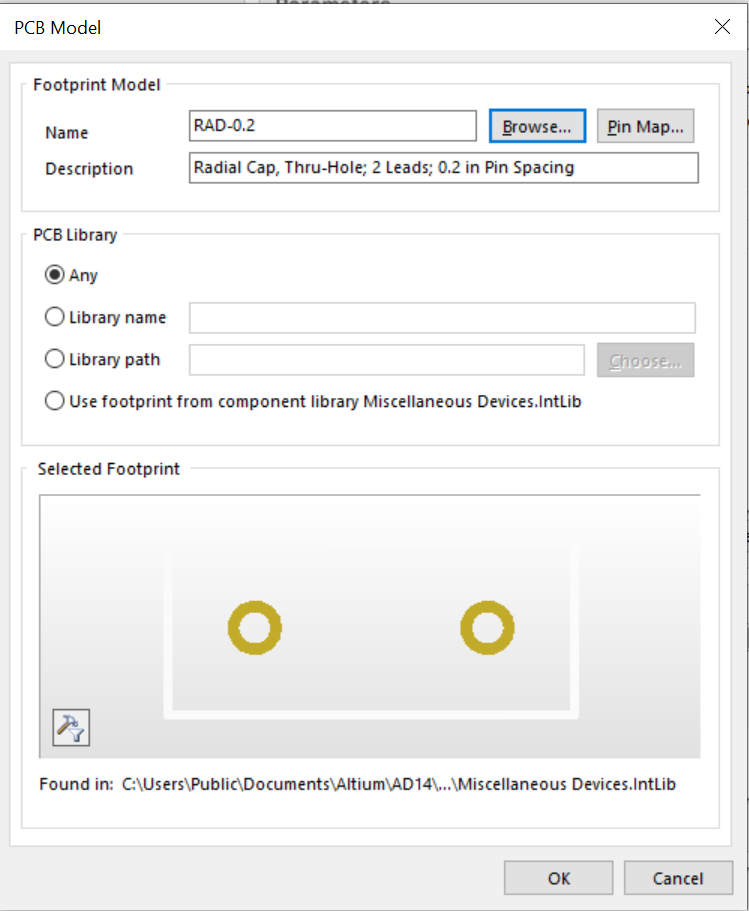 Parameters
PCB Model
Footprint Model
Name RAD-0.2 Browse... Pin Map...
Description Radial Cap, Thru-Hole; 2 Leads; 0.2 in Pin Spacing
PCB Library
Any
Library name
Library path Choose...
Use footprint from component library Miscellaneous Devices.IntLib
Selected Footprint
Found in: C:\Users\Public\Documents\Altium\AD14\...\Miscellaneous Devices.IntLib
OK Cancel